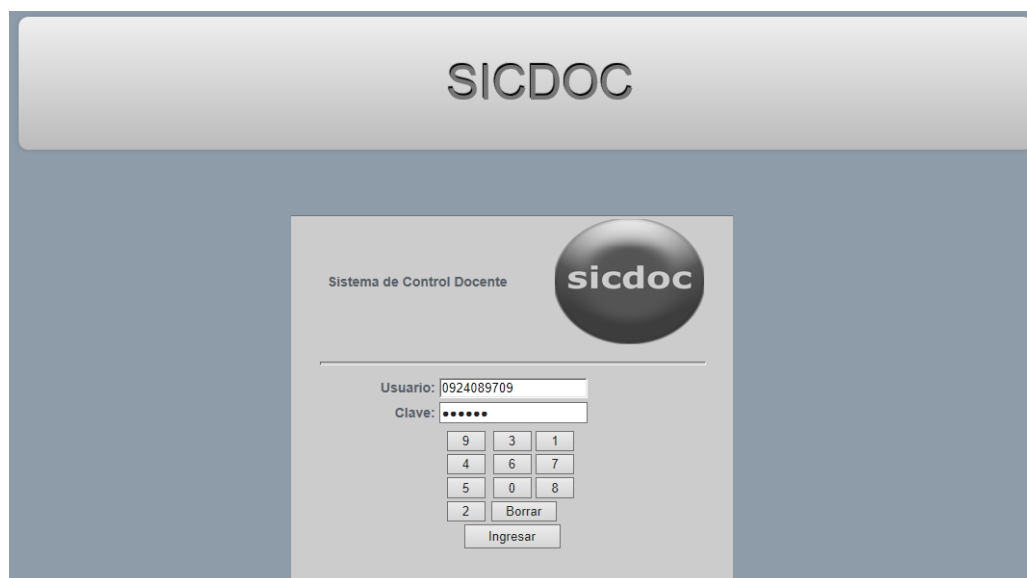 SICDOC
Sistema de Control Docente
sicdoc
Usuario: 0924089709
Clave: ••••••
9 3 1
4 6 7
5 0 8
2 Borrar
Ingresar